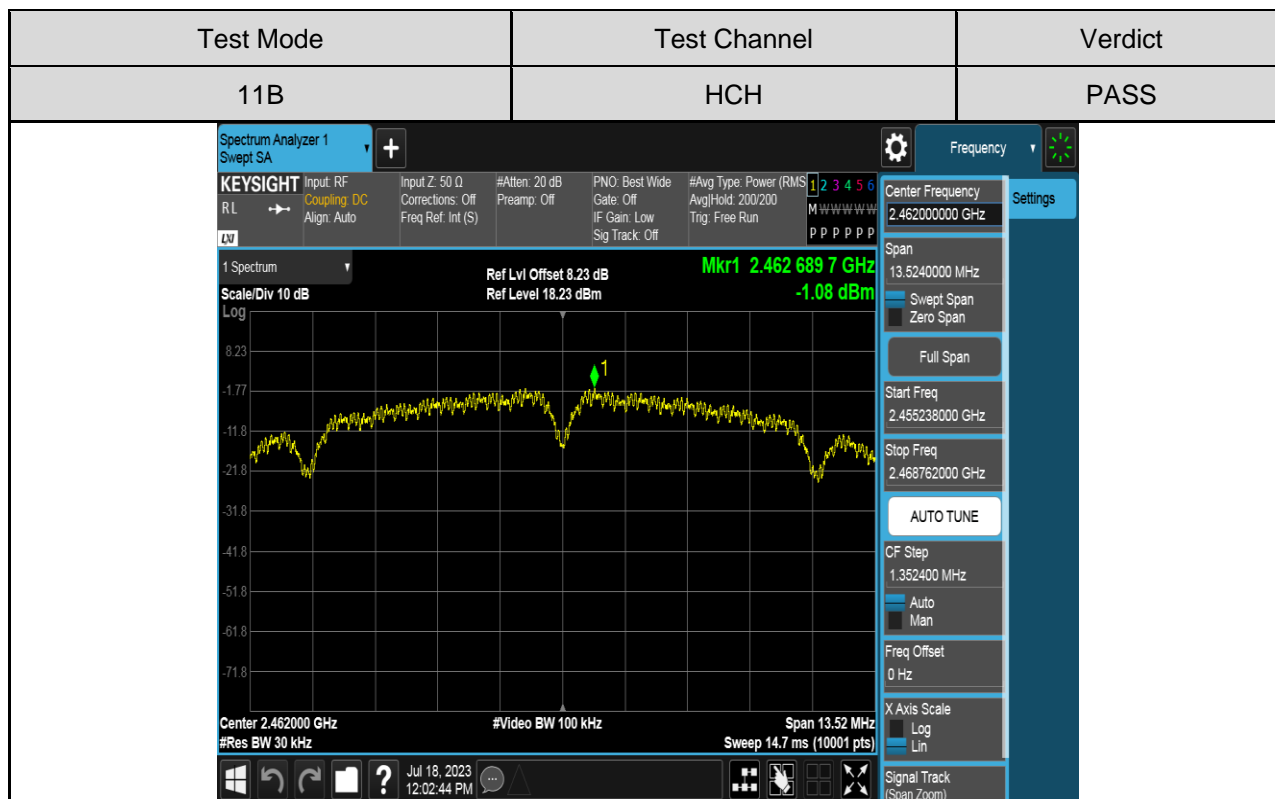 Test Mode Test Channel Verdict
11B HCH PASS
Spectrum Analyzer 1
Swept SA
+
Frequency
KEYSIGHT
RL
LXI
Input: RF
Coupling: DC
Align: Auto
Input Z: 50 Ω
Corrections: Off
Freq Ref: Int (S)
#Atten: 20 dB
Preamp: Off
PNO: Best Wide
Gate: Off
IF Gain: Low
Sig Track: Off
#Avg Type: Power (RMS
Avg|Hold: 200/200
Trig: Free Run
1 2 3 4 5 6
M W W W W W
P P P P P P
1 Spectrum
Scale/Div 10 dB
Ref Lvl Offset 8.23 dB
Ref Level 18.23 dBm
Mkr1 2.462 689 7 GHz
-1.08 dBm
Log
8.23
-1.77
-11.8
-21.8
-31.8
-41.8
-51.8
-61.8
-71.8
1
Center 2.462000 GHz
#Res BW 30 kHz
#Video BW 100 kHz
Span 13.52 MHz
Sweep 14.7 ms (10001 pts)
Center Frequency
2.462000000 GHz
Settings
Span
13.5240000 MHz
Swept Span
Zero Span
Full Span
Start Freq
2.455238000 GHz
Stop Freq
2.468762000 GHz
AUTO TUNE
CF Step
1.352400 MHz
Auto
Man
Freq Offset
0 Hz
X Axis Scale
Log
Lin
Signal Track
(Span Zoom)
?
Jul 18, 2023
12:02:44 PM